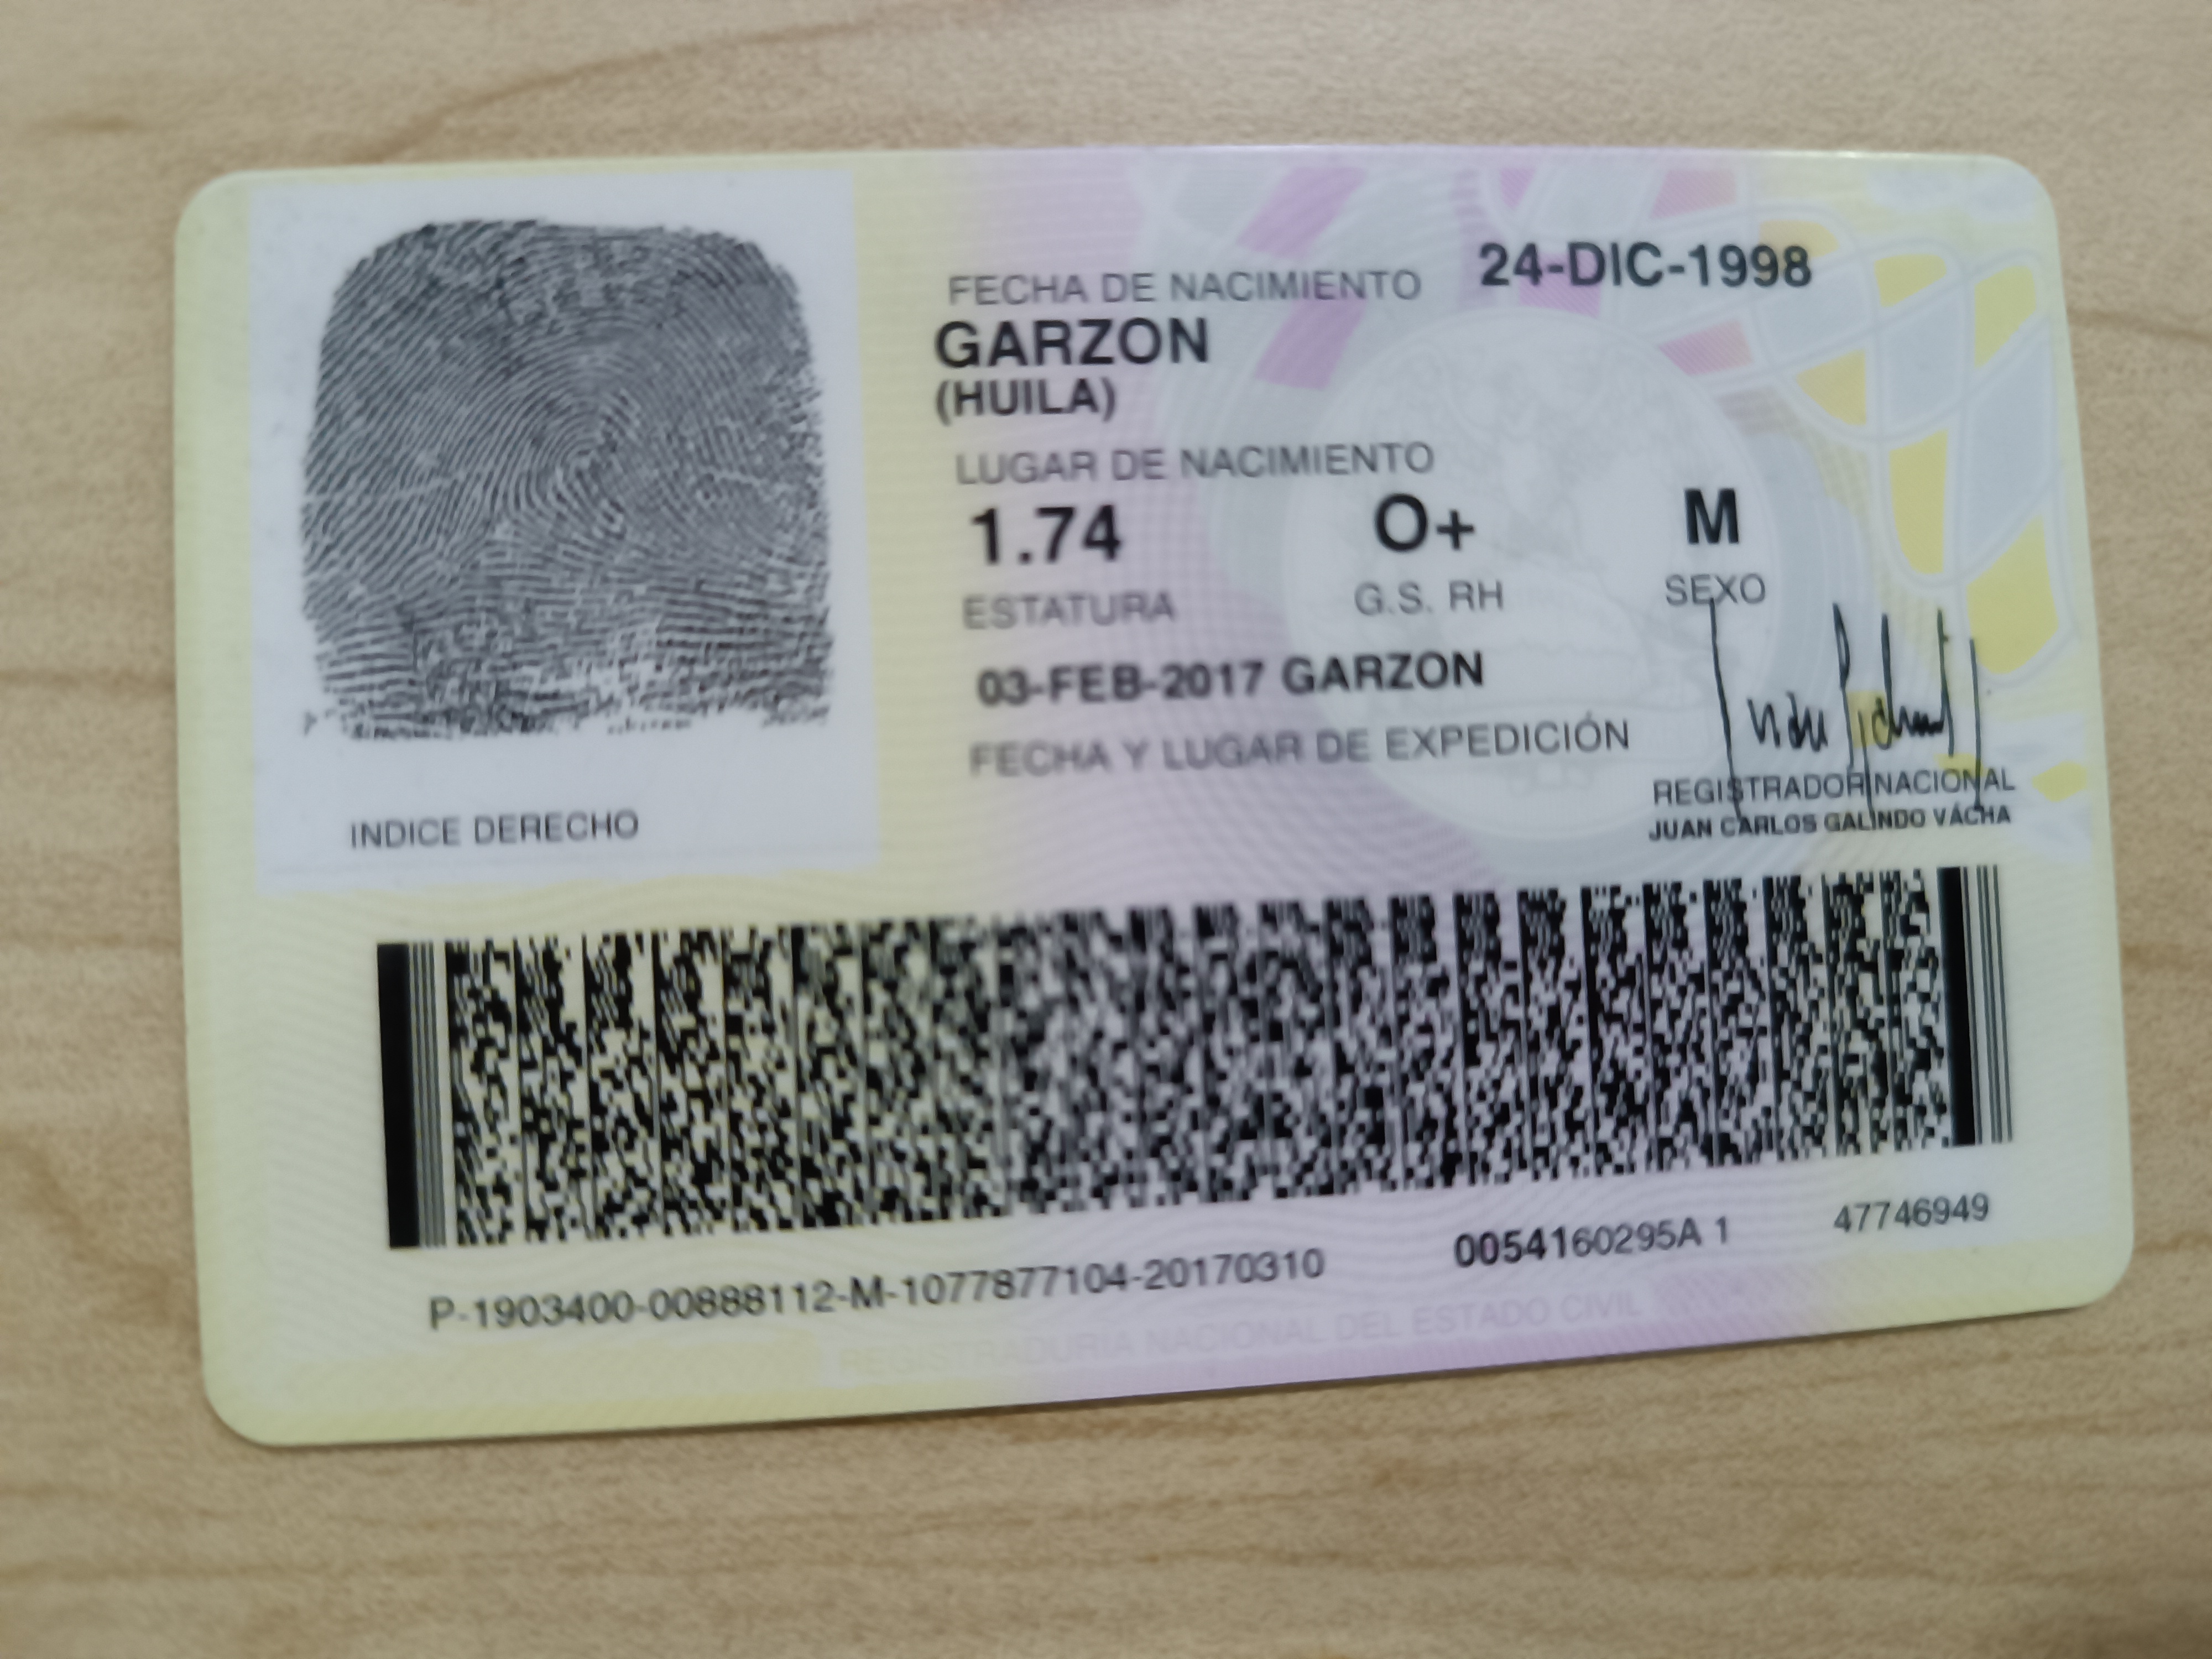 FECHA DE NACIMIENTO 24-DIC-1998
GARZON
(HUILA)
LUGAR DE NACIMIENTO
1.74 O+ M
ESTATURA G.S. RH SEXO
03-FEB-2017 GARZON
FECHA Y LUGAR DE EXPEDICIÓN
INDICE DERECHO
REGISTRADOR NACIONAL
JUAN CARLOS GALINDO VÁCHA
P-1903400-00888112-M-1077877104-20170310 0054160295A 1 47746949
REGISTRADURIA NACIONAL DEL ESTADO CIVIL